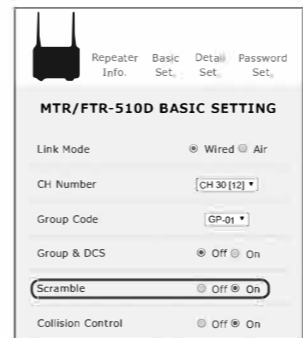 Repeater Info. Basic Set. Detail Set. Password Set.
MTR/FTR-510D BASIC SETTING
Link Mode Wired Air
CH Number CH 30 [12]
Group Code GP-01
Group & DCS Off On
Scramble Off On
Collision Control Off On